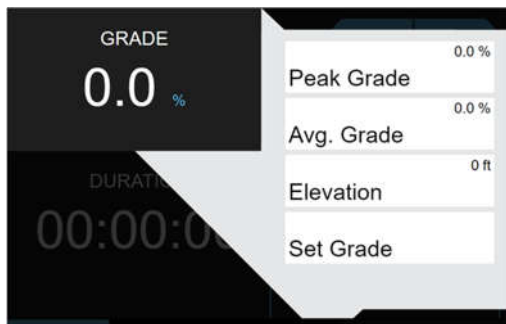 GRADE
0.0 %
0.0 %
Peak Grade
0.0 %
Avg. Grade
0 ft
Elevation
Set Grade